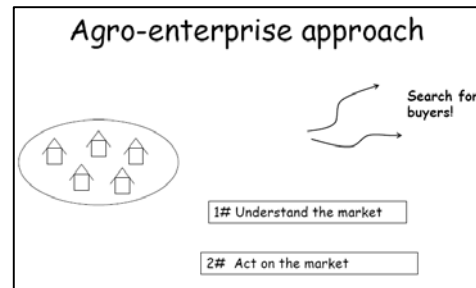 Agro-enterprise approach
Search for
buyers!
1# Understand the market
2# Act on the market